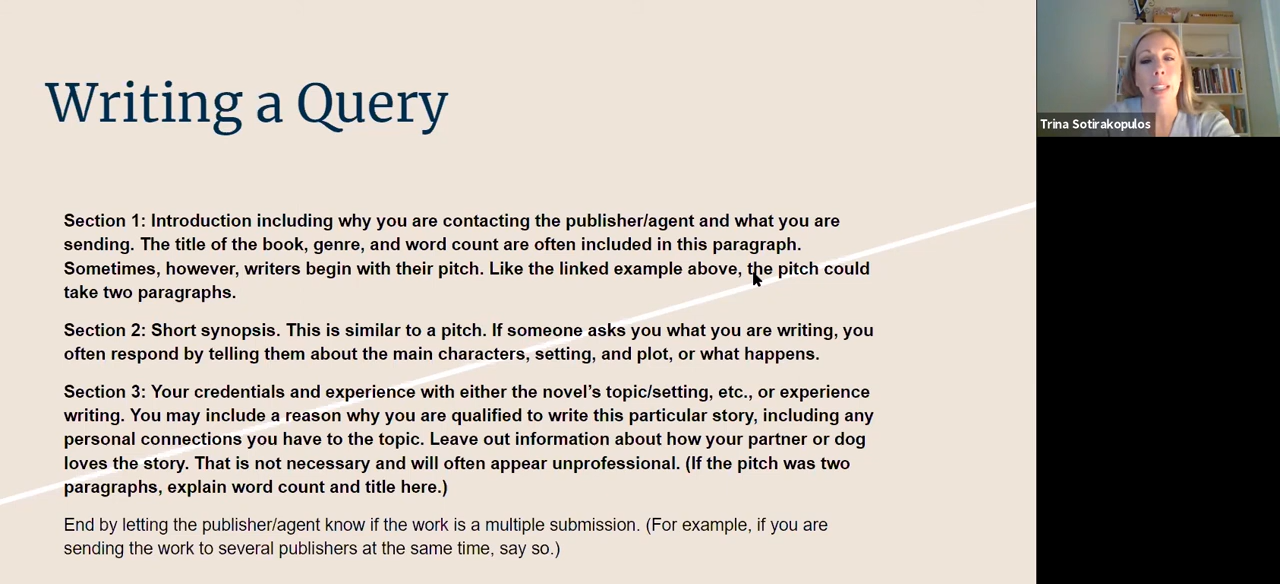 Writing a Query
Trina Sotirakopulos
Section 1: Introduction including why you are contacting the publisher/agent and what you are
sending. The title of the book, genre, and word count are often included in this paragraph.
Sometimes, however, writers begin with their pitch. Like the linked example above, the pitch could
take two paragraphs.
Section 2: Short synopsis. This is similar to a pitch. If someone asks you what you are writing, you
often respond by telling them about the main characters, setting, and plot, or what happens.
Section 3: Your credentials and experience with either the novel’s topic/setting, etc., or experience
writing. You may include a reason why you are qualified to write this particular story, including any
personal connections you have to the topic. Leave out information about how your partner or dog
loves the story. That is not necessary and will often appear unprofessional. (If the pitch was two
paragraphs, explain word count and title here.)
End by letting the publisher/agent know if the work is a multiple submission. (For example, if you are
sending the work to several publishers at the same time, say so.)